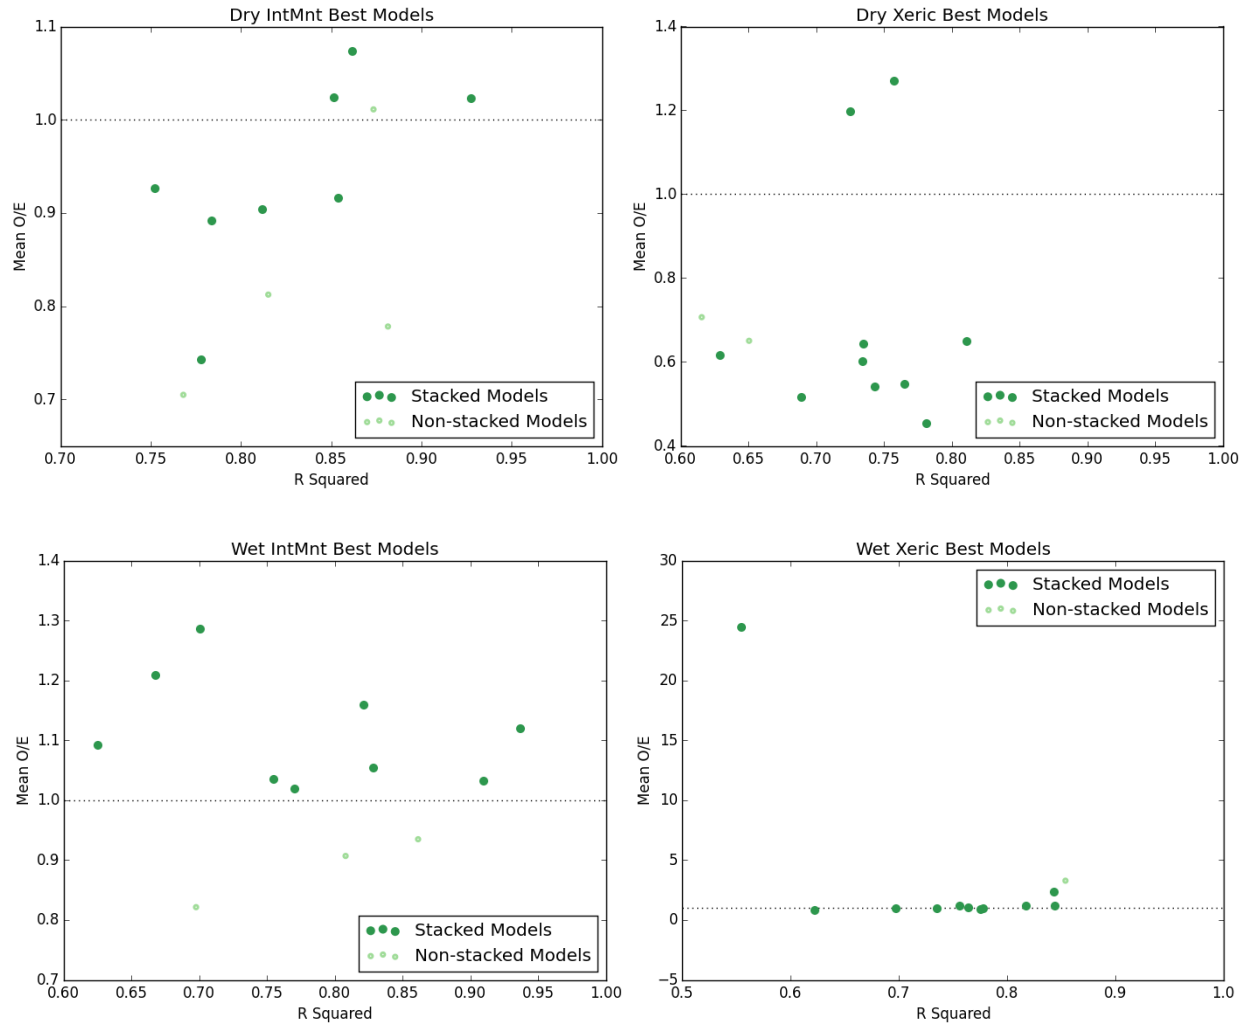 Dry IntMnt Best Models
1.1
1.0
0.9
0.8
0.7
Mean O/E
Stacked Models
Non-stacked Models
0.70 0.75 0.80 0.85 0.90 0.95 1.00
R Squared
Dry Xeric Best Models
1.4
1.2
1.0
0.8
0.6
0.4
Mean O/E
Stacked Models
Non-stacked Models
0.60 0.65 0.70 0.75 0.80 0.85 0.90 0.95 1.00
R Squared
Wet IntMnt Best Models
1.4
1.3
1.2
1.1
1.0
0.9
0.8
0.7
Mean O/E
Stacked Models
Non-stacked Models
0.60 0.65 0.70 0.75 0.80 0.85 0.90 0.95 1.00
R Squared
Wet Xeric Best Models
30
25
20
15
10
5
0
−5
Mean O/E
Stacked Models
Non-stacked Models
0.5 0.6 0.7 0.8 0.9 1.0
R Squared